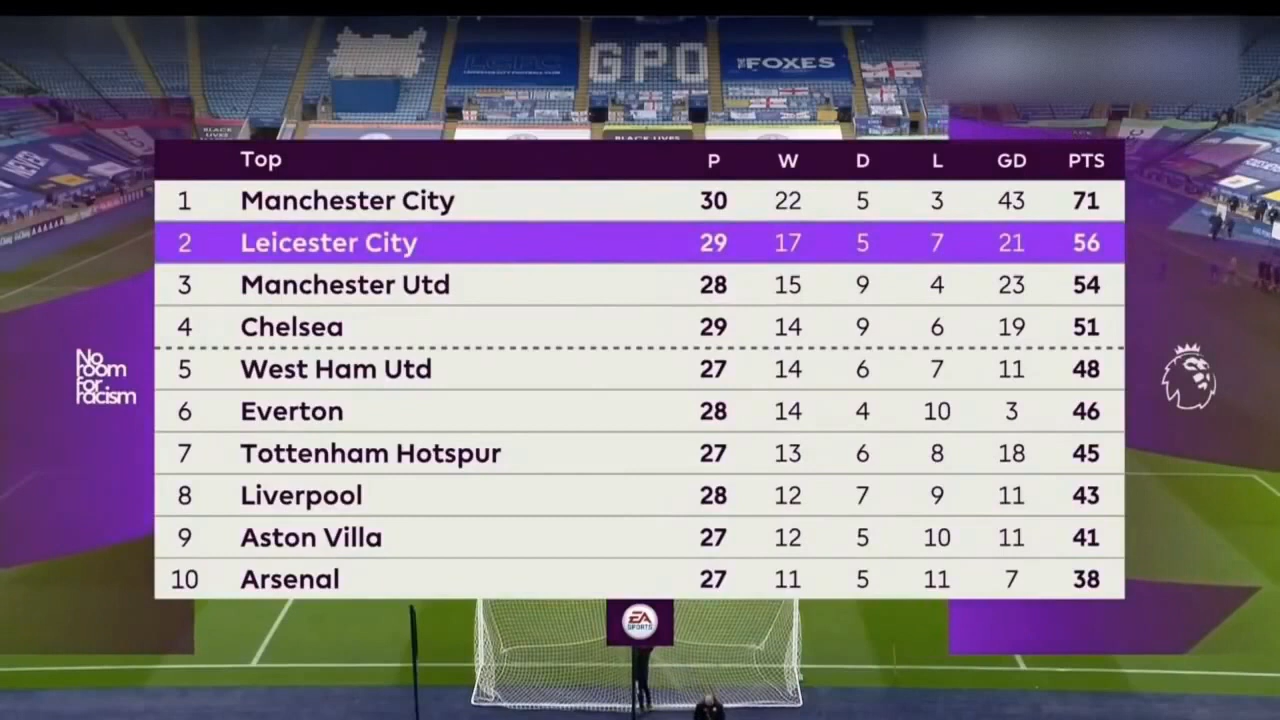 GPO
LCFC
THE FOXES
BLACK LIVES
Top P W D L GD PTS
1 Manchester City 30 22 5 3 43 71
2 Leicester City 29 17 5 7 21 56
3 Manchester Utd 28 15 9 4 23 54
4 Chelsea 29 14 9 6 19 51
5 West Ham Utd 27 14 6 7 11 48
6 Everton 28 14 4 10 3 46
7 Tottenham Hotspur 27 13 6 8 18 45
8 Liverpool 28 12 7 9 11 43
9 Aston Villa 27 12 5 10 11 41
10 Arsenal 27 11 5 11 7 38
No
room
for
racism
EA
SPORTS